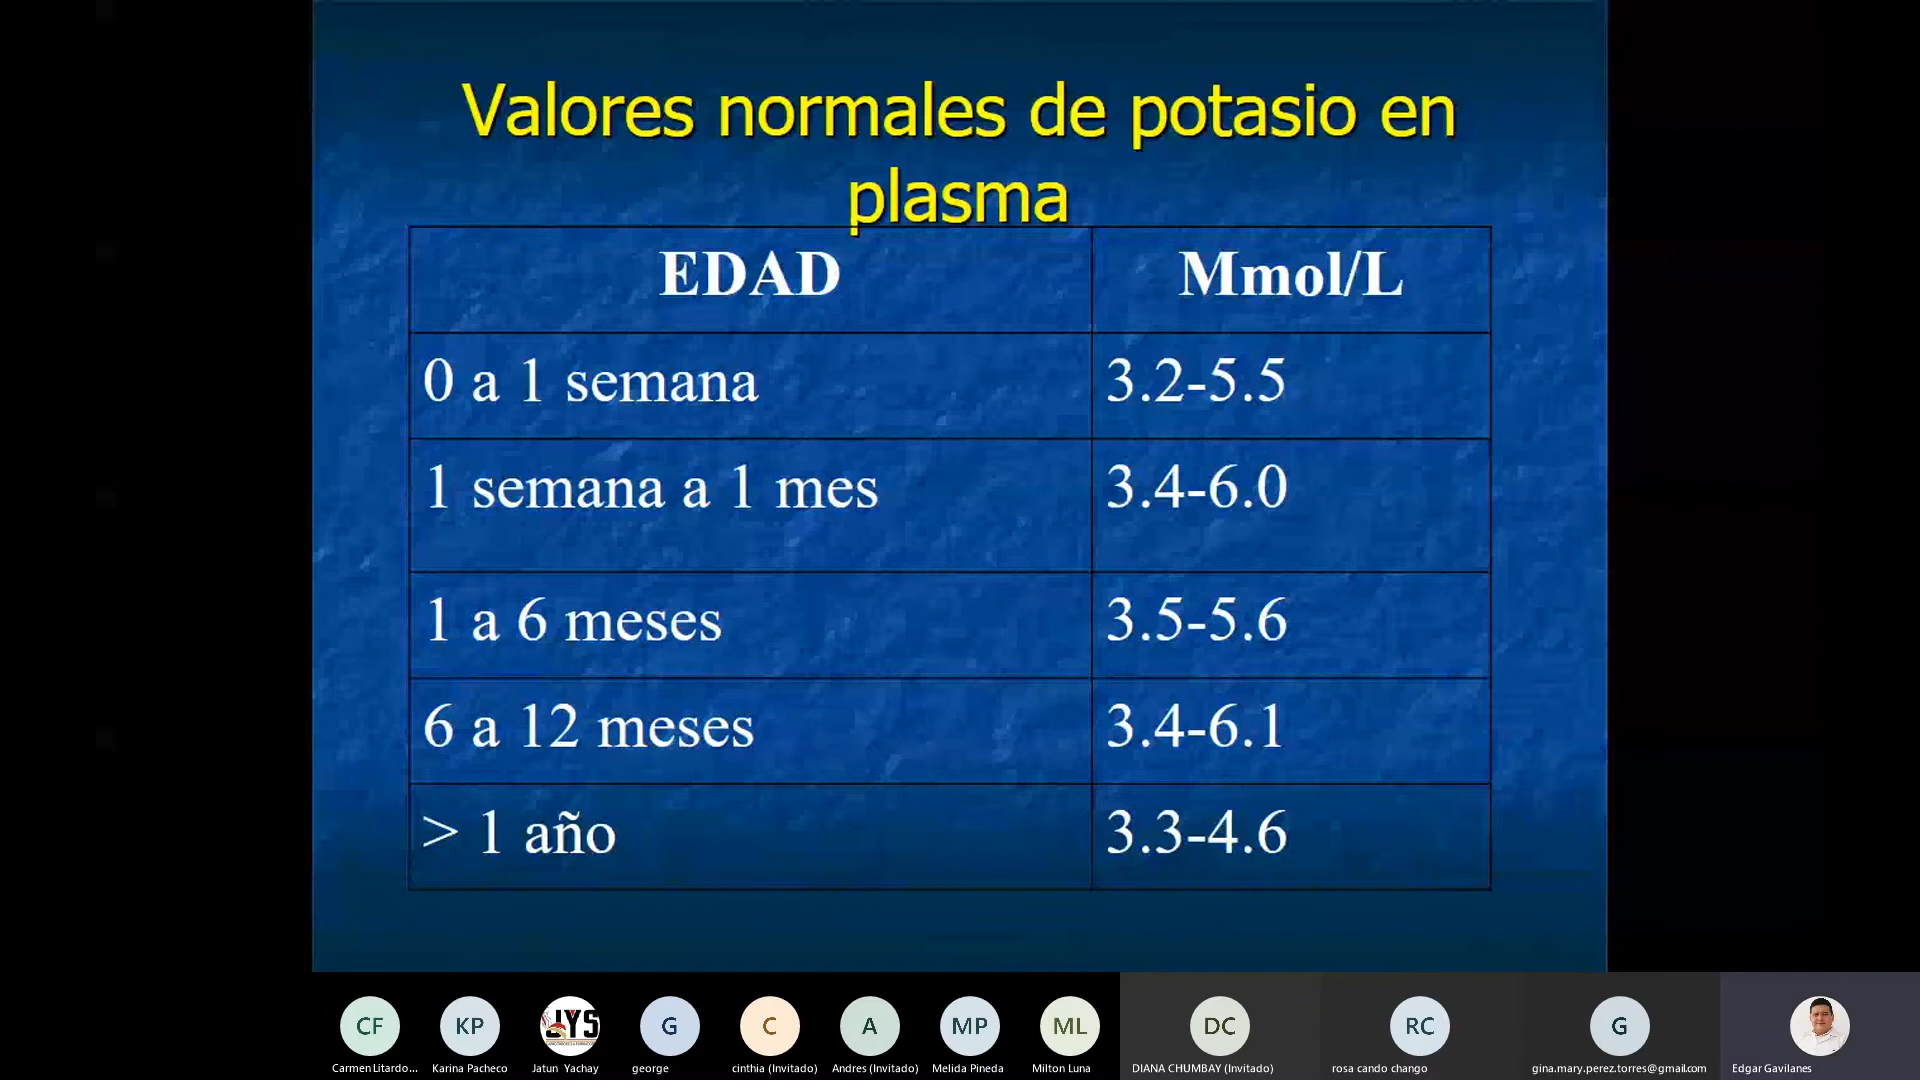 Valores normales de potasio en
plasma
EDAD Mmol/L
0 a 1 semana 3.2-5.5
1 semana a 1 mes 3.4-6.0
1 a 6 meses 3.5-5.6
6 a 12 meses 3.4-6.1
> 1 año 3.3-4.6
CF KP JYS G C A MP ML DC RC G
Carmen Litardo... Karina Pacheco Jatun Yachay george cinthia (Invitado) Andres (Invitado) Melida Pineda Milton Luna DIANA CHUMBAY (Invitado) rosa cando chango gina.mary.perez.torres@gmail.com Edgar Gavilanes